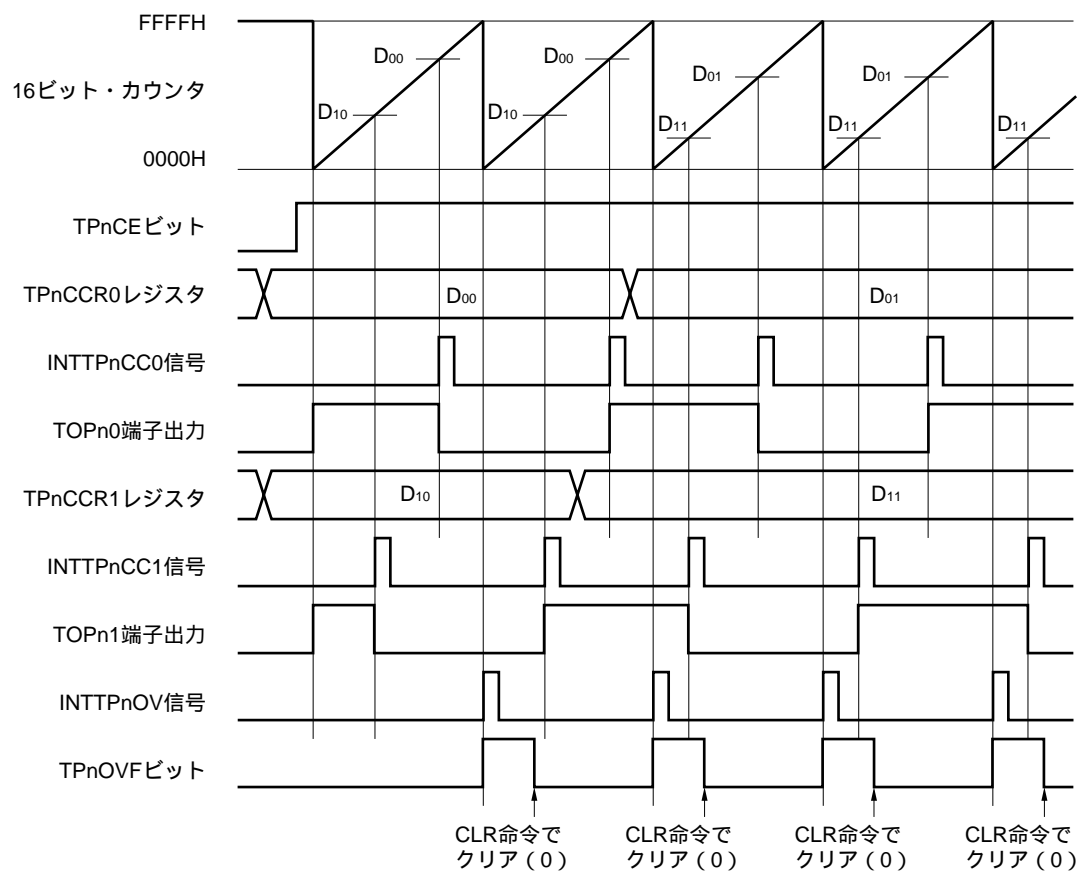 FFFFH
16ビット・カウンタ
0000H
D00
D00
D01
D01
D10
D10
D11
D11
D11
TPnCEビット
TPnCCR0レジスタ
D00
D01
INTTPnCC0信号
TOPn0端子出力
TPnCCR1レジスタ
D10
D11
INTTPnCC1信号
TOPn1端子出力
INTTPnOV信号
TPnOVFビット
CLR命令で
クリア（0）
CLR命令で
クリア（0）
CLR命令で
クリア（0）
CLR命令で
クリア（0）